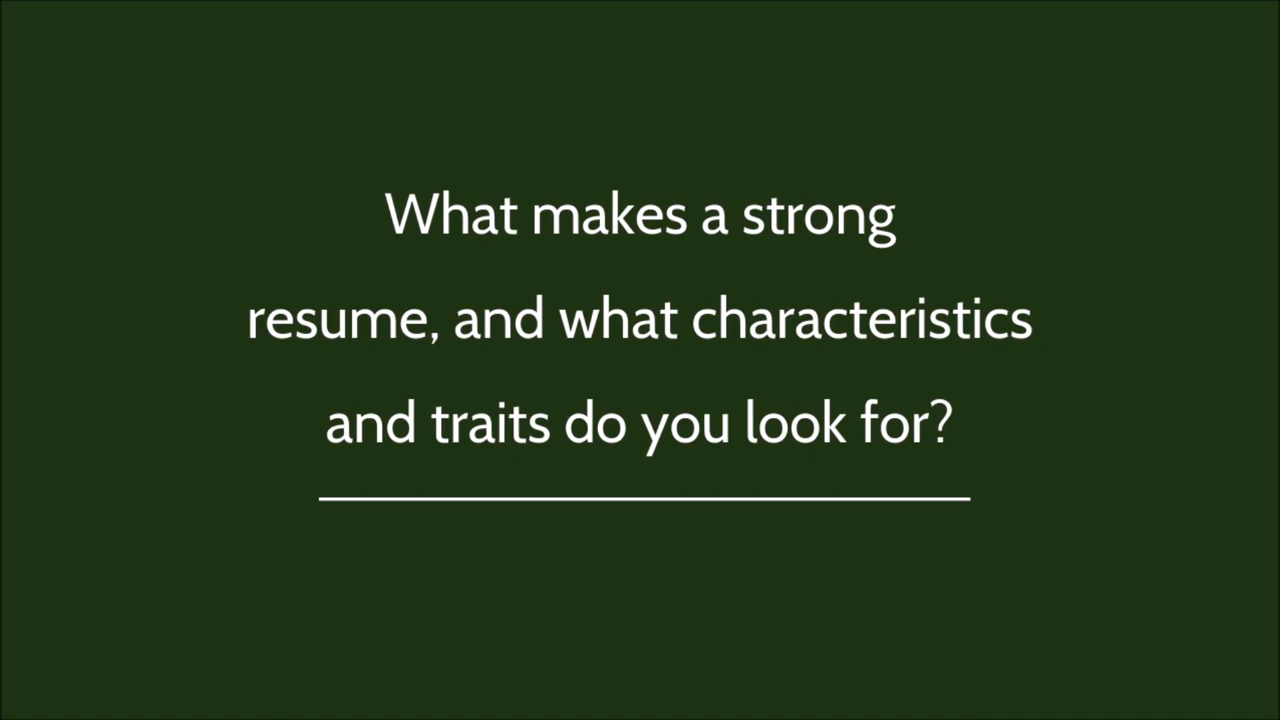 What makes a strong
resume, and what characteristics
and traits do you look for?